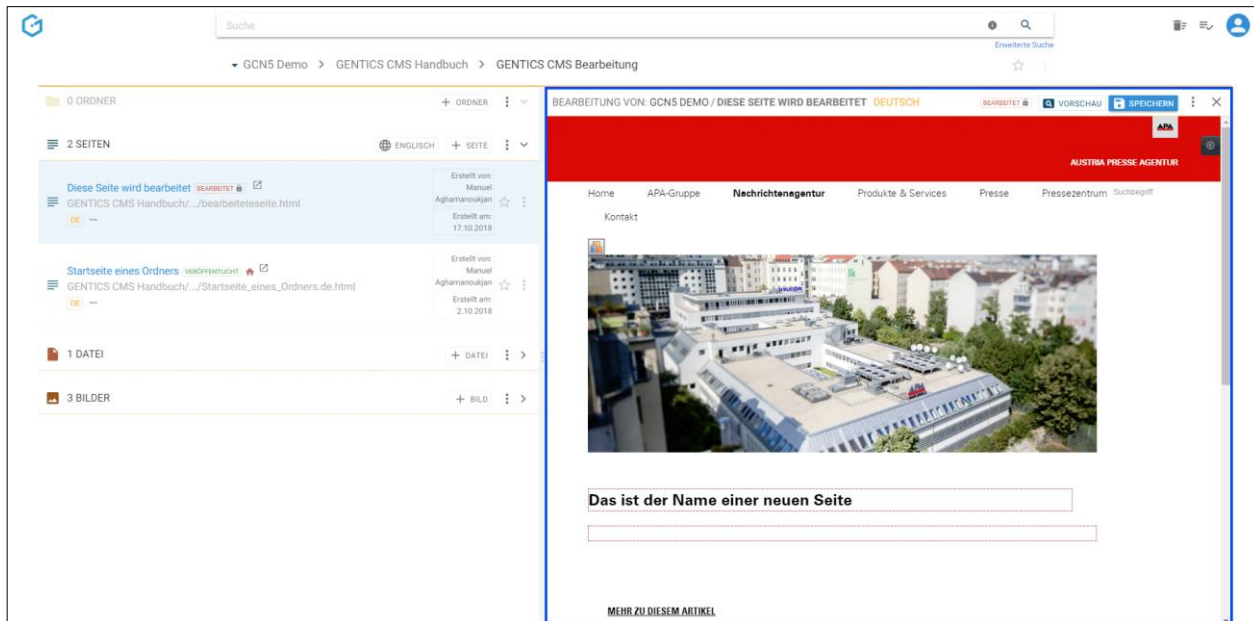 Suche
Erweiterte Suche
GCN5 Demo > GENTICS CMS Handbuch > GENTICS CMS Bearbeitung
0 ORDNER
+ ORDNER
2 SEITEN
ENGLISCH
+ SEITE
Diese Seite wird bearbeitet BEARBEITET
GENTICS CMS Handbuch/.../bearbeiteteseite.html
DE
Erstellt von:
Manuel
Aghamanoukjan
Erstellt am:
17.10.2018
Startseite eines Ordners VERÖFFENTLICHT
GENTICS CMS Handbuch/.../Startseite_eines_Ordners.de.html
DE
Erstellt von:
Manuel
Aghamanoukjan
Erstellt am:
2.10.2018
1 DATEI
+ DATEI
3 BILDER
+ BILD
BEARBEITUNG VON: GCN5 DEMO / DIESE SEITE WIRD BEARBEITET DEUTSCH
BEARBEITET
VORSCHAU
SPEICHERN
APA
AUSTRIA PRESSE AGENTUR
Home APA-Gruppe Nachrichtenagentur Produkte & Services Presse Pressezentrum Suchbegriff
Kontakt
HYUNDAI
APA
Das ist der Name einer neuen Seite
MEHR ZU DIESEM ARTIKEL